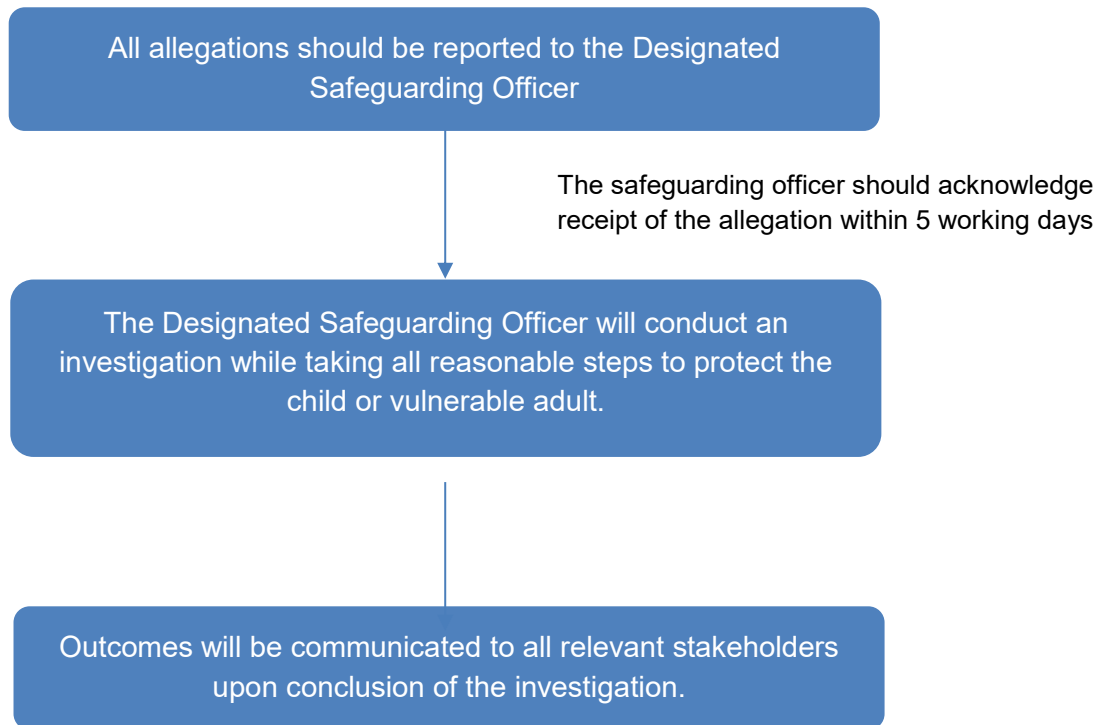 All allegations should be reported to the Designated
Safeguarding Officer
The safeguarding officer should acknowledge
receipt of the allegation within 5 working days
The Designated Safeguarding Officer will conduct an
investigation while taking all reasonable steps to protect the
child or vulnerable adult.
Outcomes will be communicated to all relevant stakeholders
upon conclusion of the investigation.